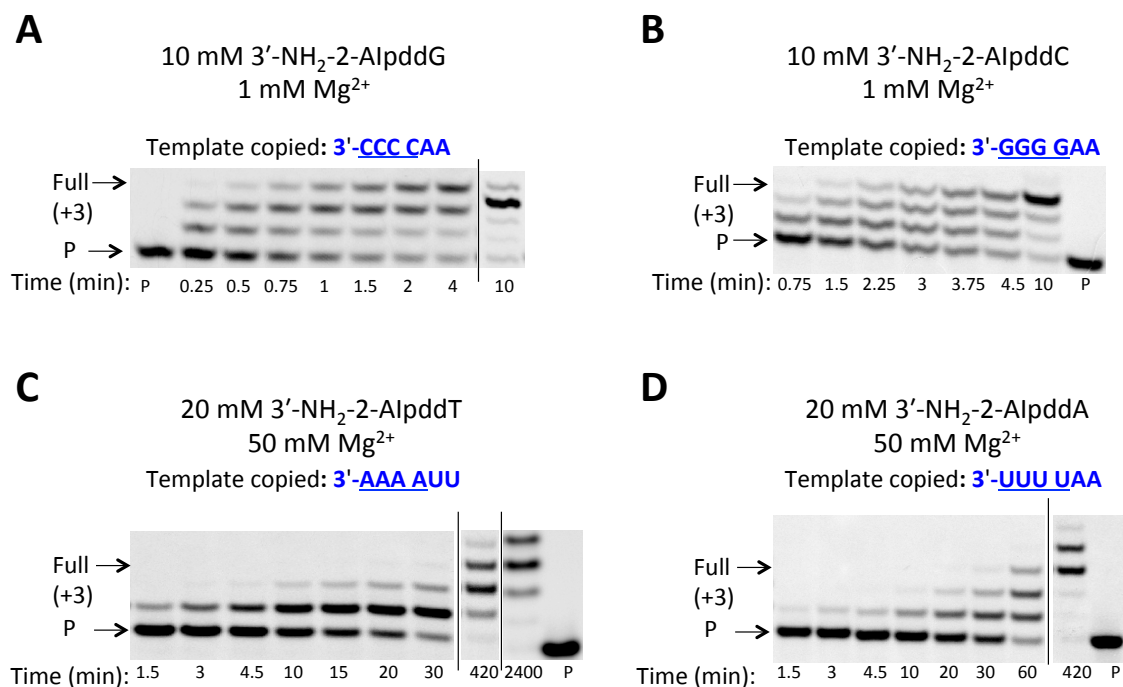 A
10 mM 3′-NH₂-2-AIpddG
1 mM Mg²⁺
Template copied: 3'-CCC CAA
Full
(+3)
P
Time (min): P 0.25 0.5 0.75 1 1.5 2 4 10
B
10 mM 3′-NH₂-2-AIpddC
1 mM Mg²⁺
Template copied: 3'-GGG GAA
Full
(+3)
P
Time (min): 0.75 1.5 2.25 3 3.75 4.5 10 P
C
20 mM 3′-NH₂-2-AIpddT
50 mM Mg²⁺
Template copied: 3'-AAA AUU
Full
(+3)
P
Time (min): 1.5 3 4.5 10 15 20 30 420 2400 P
D
20 mM 3′-NH₂-2-AIpddA
50 mM Mg²⁺
Template copied: 3'-UUU UAA
Full
(+3)
P
Time (min): 1.5 3 4.5 10 20 30 60 420 P